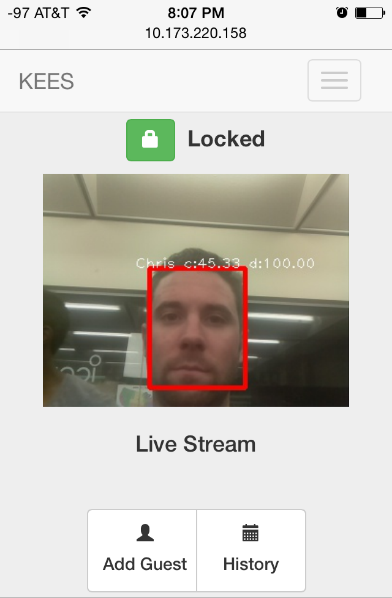 -97 AT&T 8:07 PM
10.173.220.158
KEES
Locked
Chris c:45.33 d:100.00
Live Stream
Add Guest History